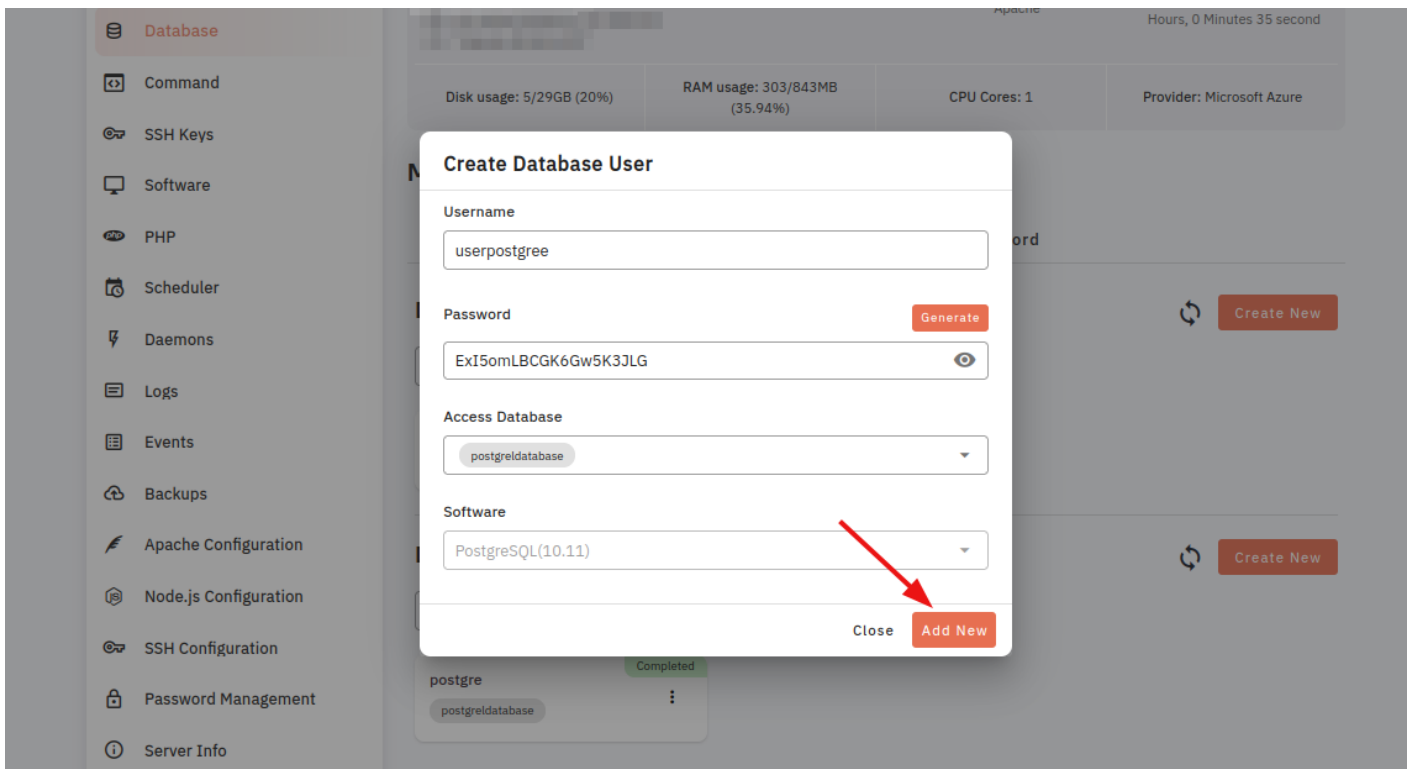 Database
Command
SSH Keys
Software
PHP
Scheduler
Daemons
Logs
Events
Backups
Apache Configuration
Node.js Configuration
SSH Configuration
Password Management
Server Info
Apache
Hours, 0 Minutes 35 second
Disk usage: 5/29GB (20%)
RAM usage: 303/843MB
(35.94%)
CPU Cores: 1
Provider: Microsoft Azure
Create Database User
Username
userpostgree
Password
Generate
ExI5omLBCGK6Gw5K3JLG
Access Database
postgreldatabase
Software
PostgreSQL(10.11)
Close
Add New
ord
Create New
Create New
Completed
postgre
postgreldatabase